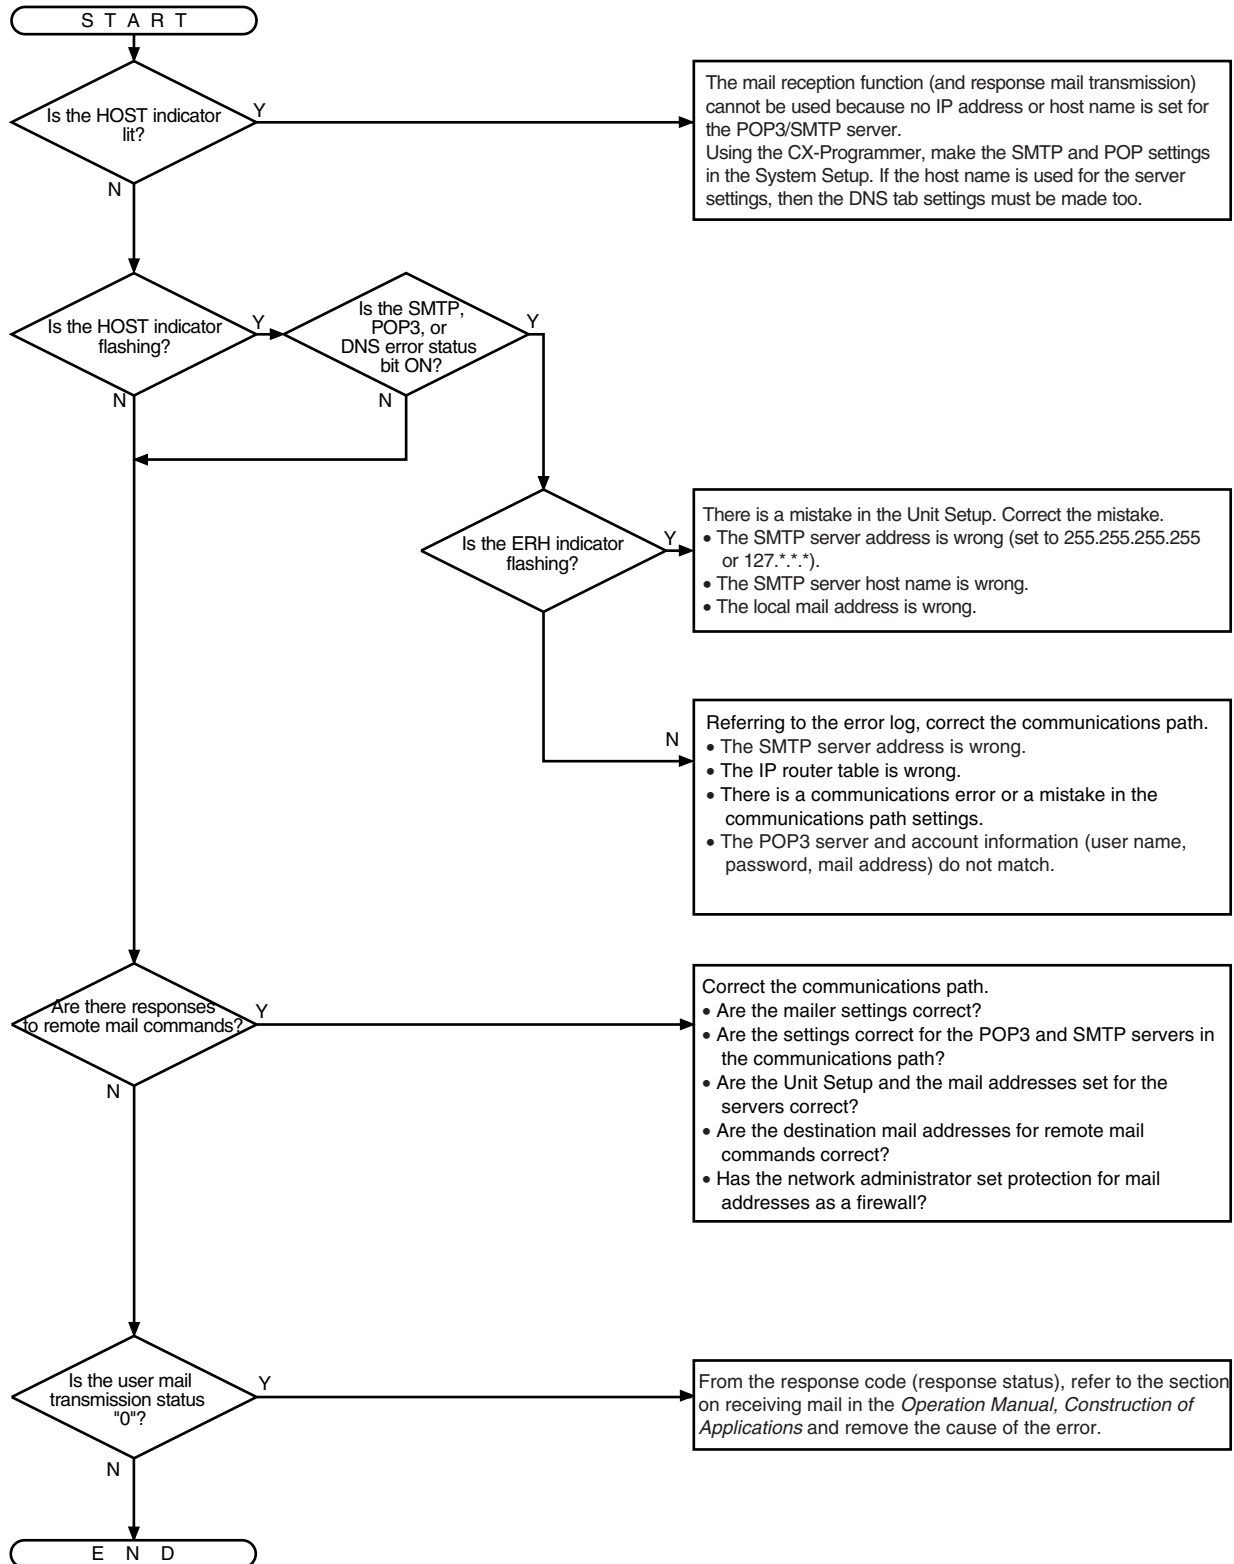 S T A R T
Is the HOST indicator
lit?
Y
N
The mail reception function (and response mail transmission)
cannot be used because no IP address or host name is set for
the POP3/SMTP server.
Using the CX-Programmer, make the SMTP and POP settings
in the System Setup. If the host name is used for the server
settings, then the DNS tab settings must be made too.
Is the HOST indicator
flashing?
Y
N
Is the SMTP,
POP3, or
DNS error status
bit ON?
Y
N
Is the ERH indicator
flashing?
Y
There is a mistake in the Unit Setup. Correct the mistake.
• The SMTP server address is wrong (set to 255.255.255.255
or 127.*.*.*).
• The SMTP server host name is wrong.
• The local mail address is wrong.
N
Referring to the error log, correct the communications path.
• The SMTP server address is wrong.
• The IP router table is wrong.
• There is a communications error or a mistake in the
communications path settings.
• The POP3 server and account information (user name,
password, mail address) do not match.
Are there responses
to remote mail commands?
Y
N
Correct the communications path.
• Are the mailer settings correct?
• Are the settings correct for the POP3 and SMTP servers in
the communications path?
• Are the Unit Setup and the mail addresses set for the
servers correct?
• Are the destination mail addresses for remote mail
commands correct?
• Has the network administrator set protection for mail
addresses as a firewall?
Is the user mail
transmission status
"0"?
Y
N
From the response code (response status), refer to the section
on receiving mail in the Operation Manual, Construction of
Applications and remove the cause of the error.
E N D